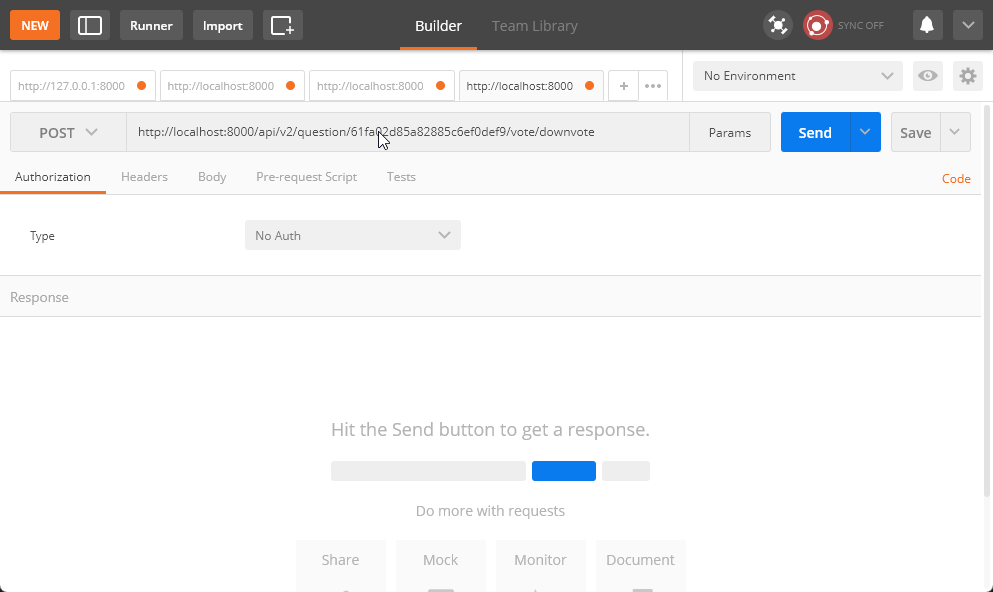 NEW Runner Import Builder Team Library SYNC OFF
http://127.0.0.1:8000 http://localhost:8000 http://localhost:8000 http://localhost:8000 + ••• No Environment
POST http://localhost:8000/api/v2/question/61fa02d85a82885c6ef0def9/vote/downvote Params Send Save
Authorization Headers Body Pre-request Script Tests Code
Type No Auth
Response
Hit the Send button to get a response.
Do more with requests
Share Mock Monitor Document